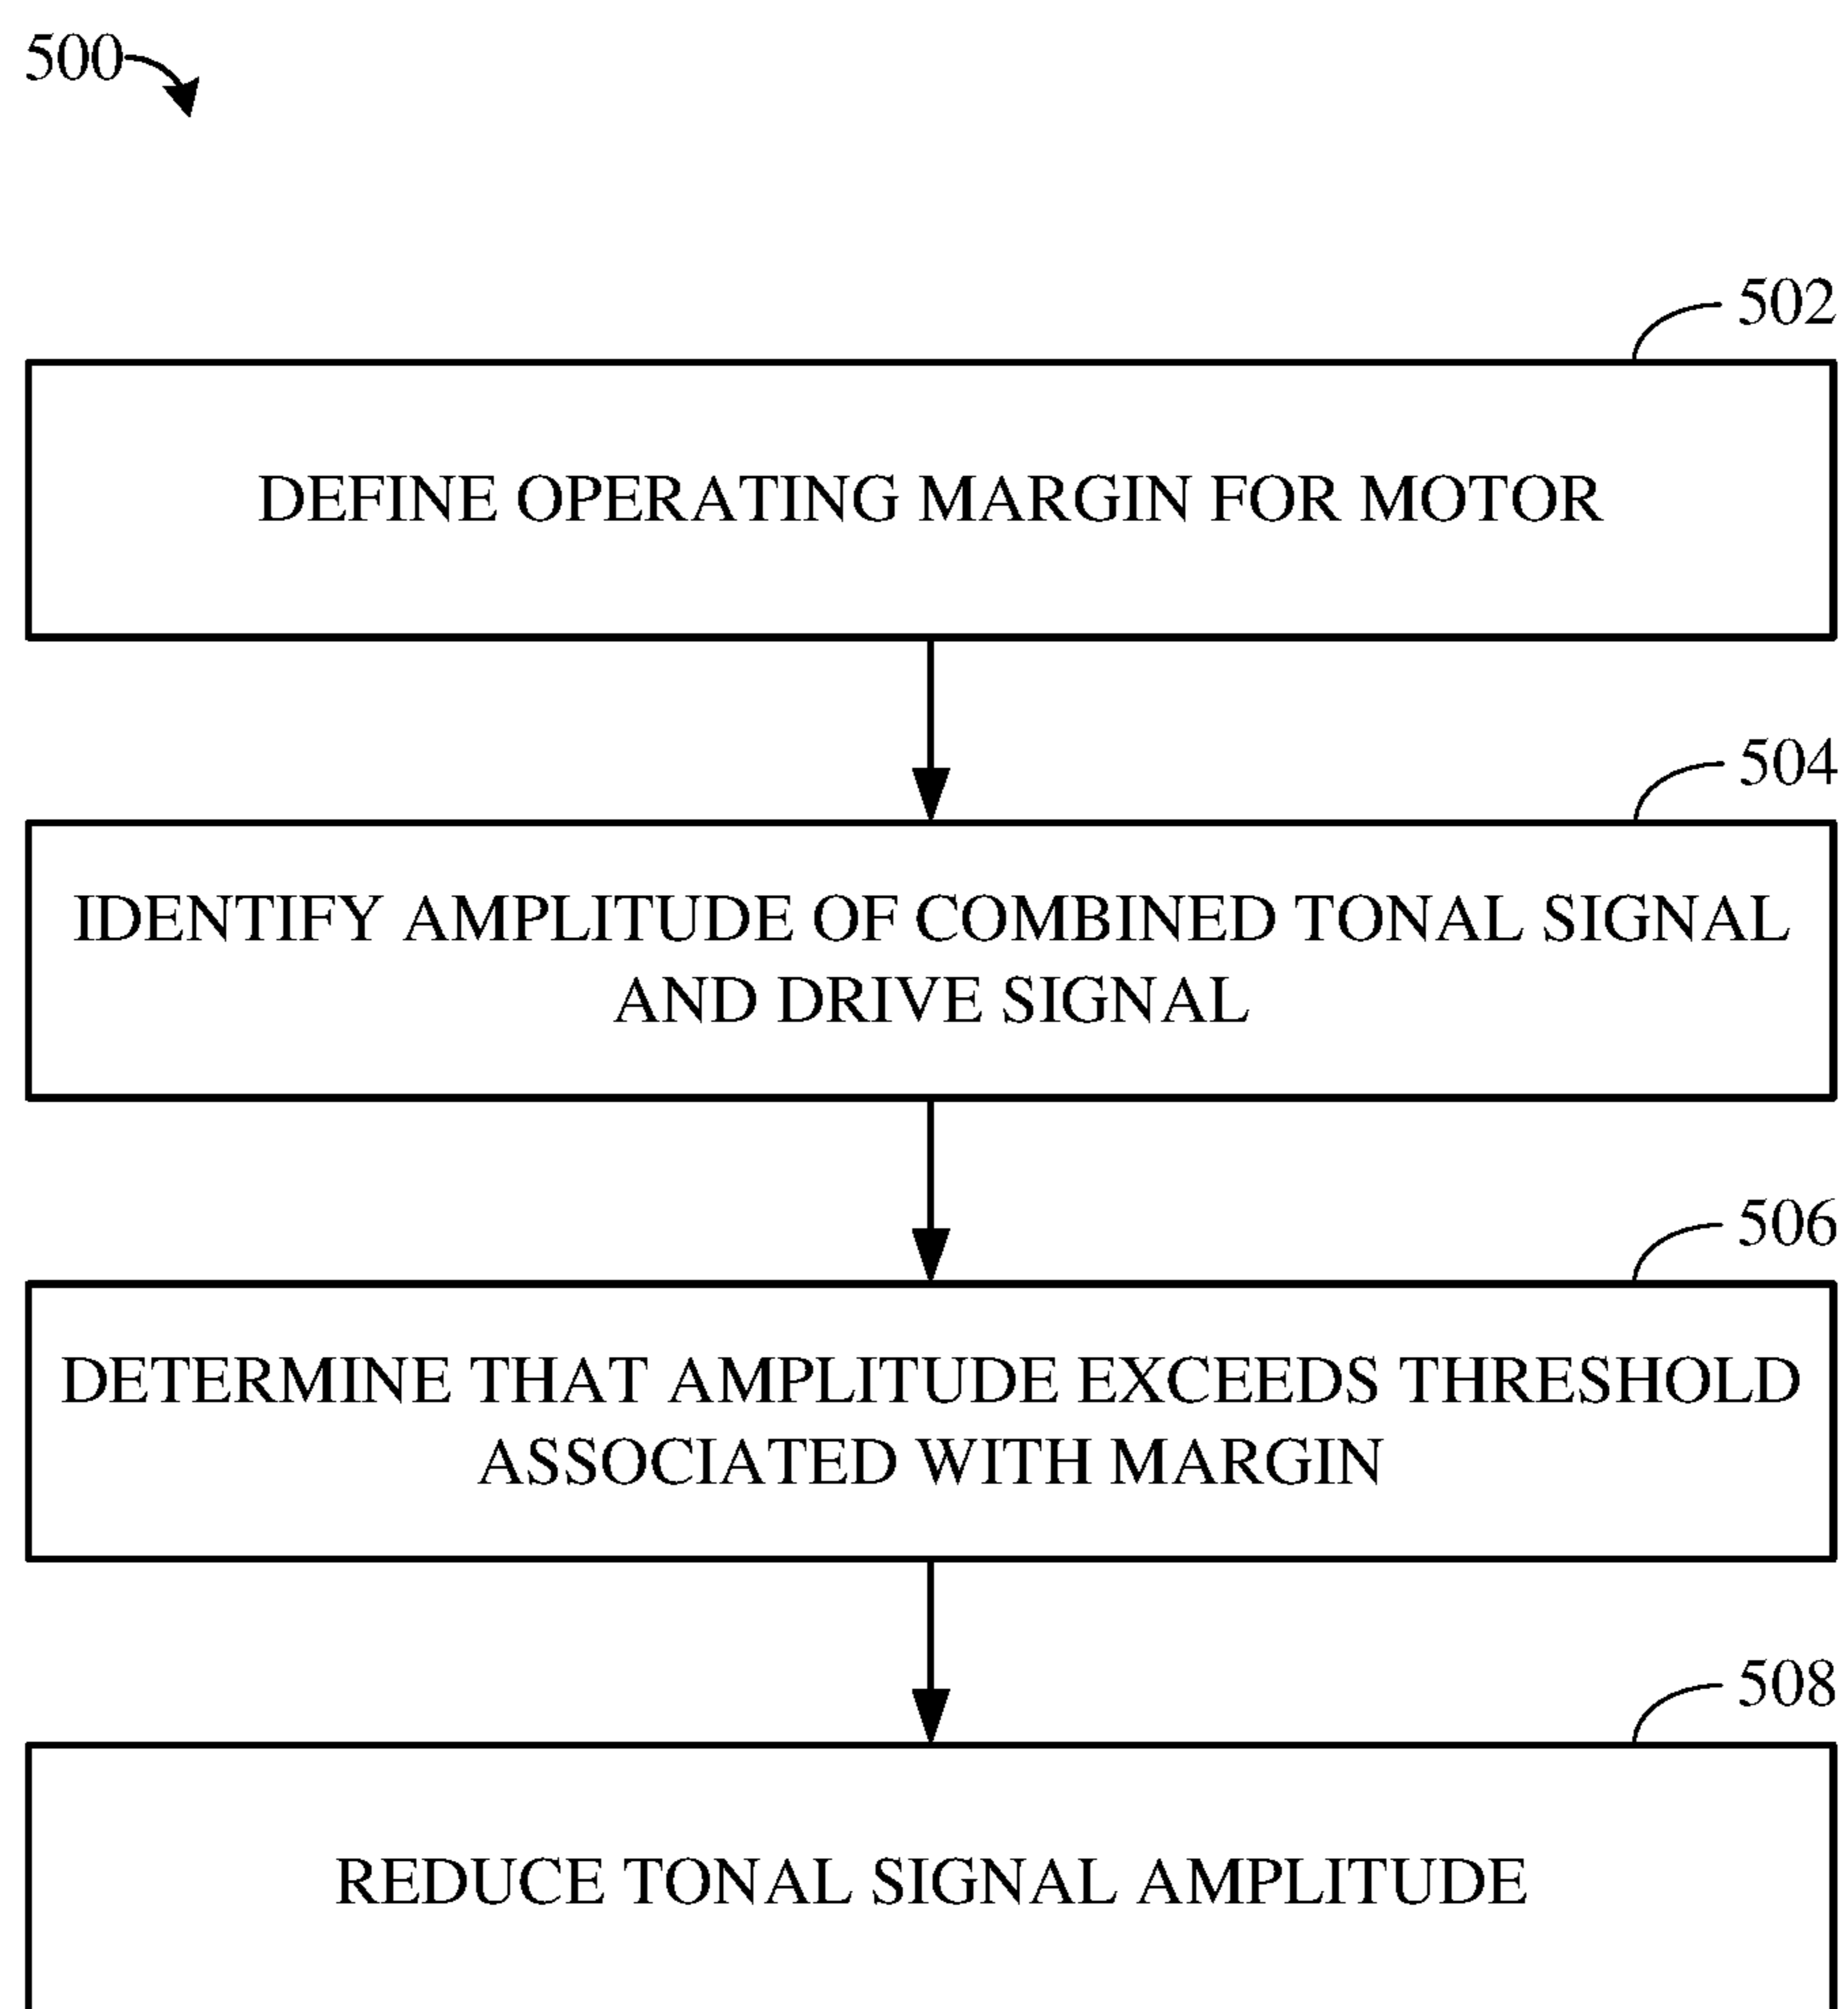 500
502
DEFINE OPERATING MARGIN FOR MOTOR
504
IDENTIFY AMPLITUDE OF COMBINED TONAL SIGNAL
AND DRIVE SIGNAL
506
DETERMINE THAT AMPLITUDE EXCEEDS THRESHOLD
ASSOCIATED WITH MARGIN
508
REDUCE TONAL SIGNAL AMPLITUDE